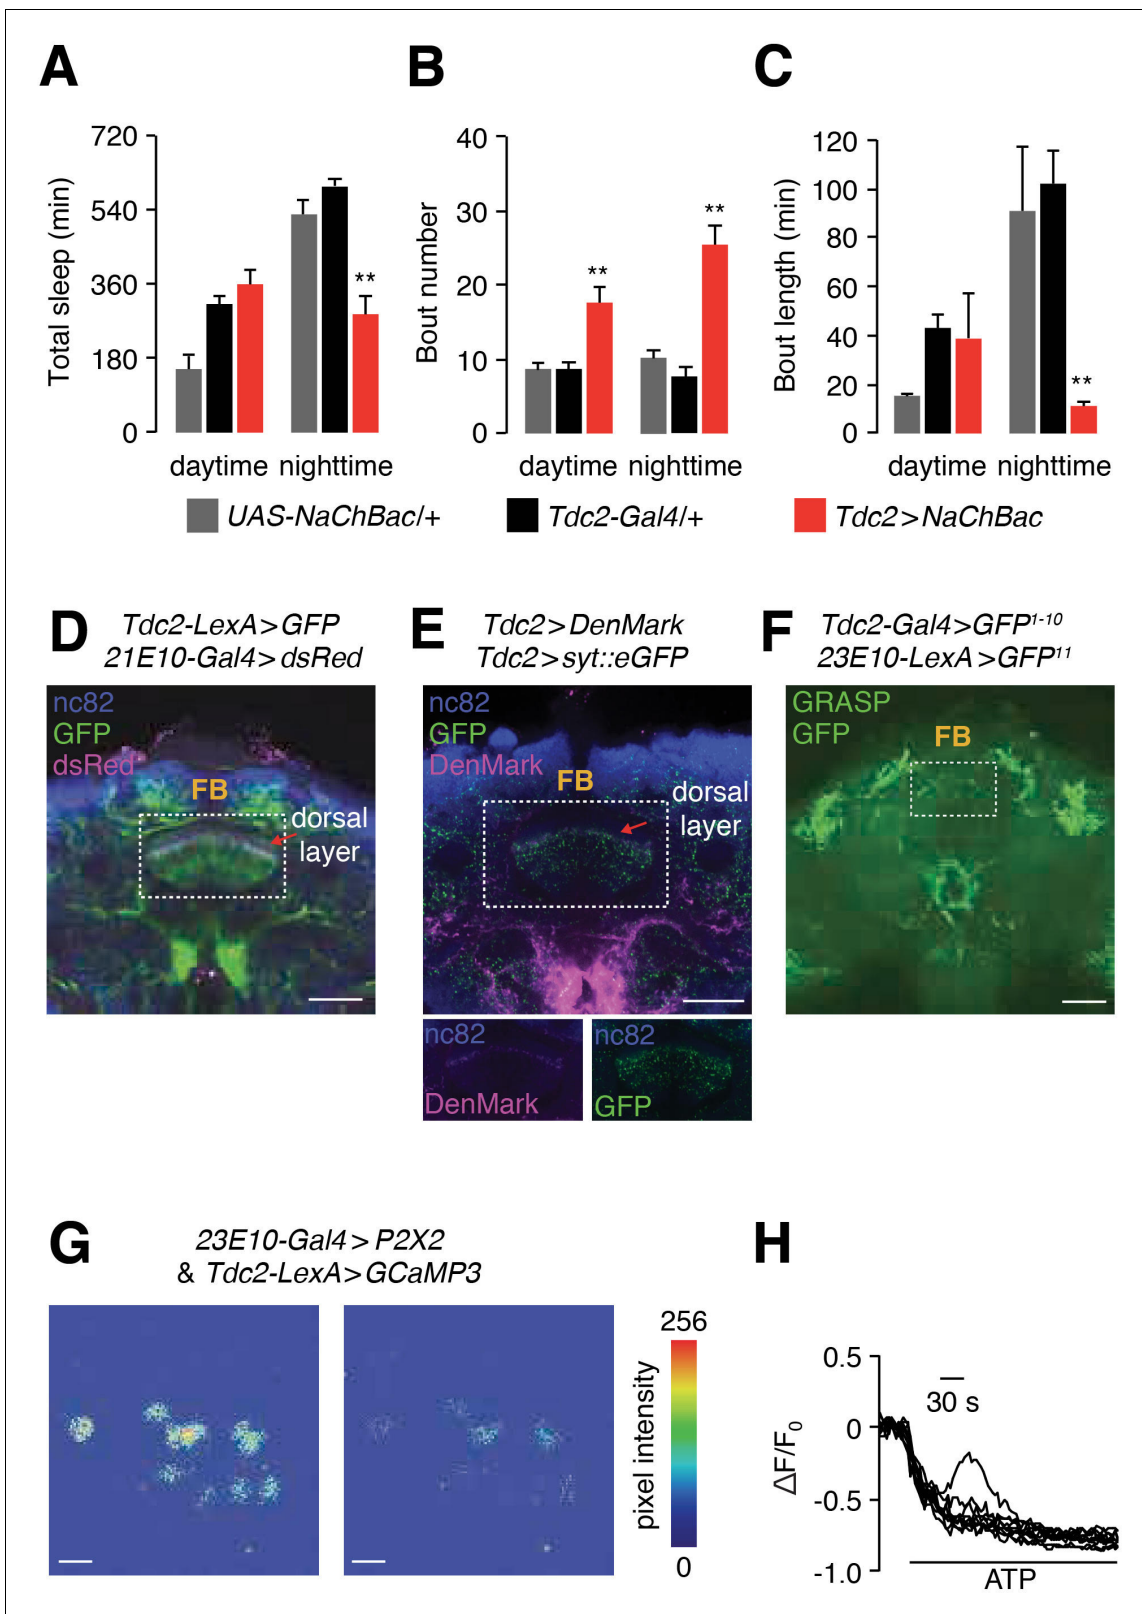 A
B
C
Total sleep (min)
720
540
360
180
0
**
daytime nighttime
Bout number
40
30
20
10
0
**
**
daytime nighttime
Bout length (min)
120
100
80
60
40
20
0
**
daytime nighttime
UAS-NaChBac/+
Tdc2-Gal4/+
Tdc2>NaChBac
D
Tdc2-LexA>GFP
21E10-Gal4>dsRed
nc82
GFP
dsRed
FB
dorsal
layer
E
Tdc2>DenMark
Tdc2>syt::eGFP
nc82
GFP
DenMark
FB
dorsal
layer
nc82
DenMark
nc82
GFP
F
Tdc2-Gal4>GFP¹⁻¹⁰
23E10-LexA>GFP¹¹
GRASP
GFP
FB
G
23E10-Gal4>P2X2
& Tdc2-LexA>GCaMP3
256
pixel intensity
0
H
0.5
0
-0.5
-1.0
ΔF/F₀
30 s
ATP